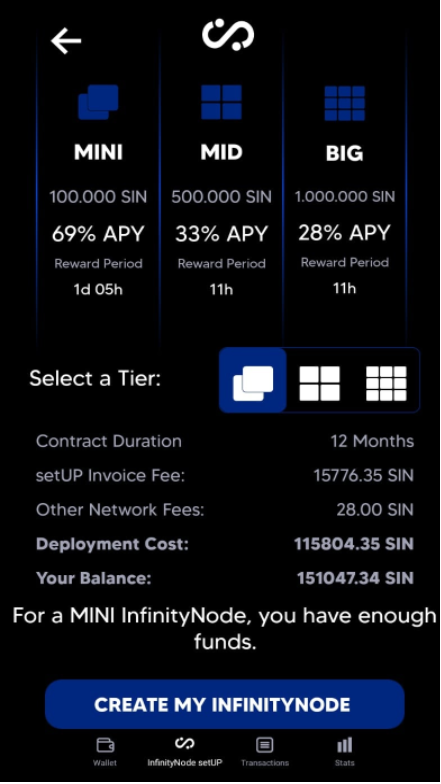 MINI MID BIG
100.000 SIN 500.000 SIN 1.000.000 SIN
69% APY 33% APY 28% APY
Reward Period Reward Period Reward Period
1d 05h 11h 11h
Select a Tier:
Contract Duration 12 Months
setUP Invoice Fee: 15776.35 SIN
Other Network Fees: 28.00 SIN
Deployment Cost: 115804.35 SIN
Your Balance: 151047.34 SIN
For a MINI InfinityNode, you have enough
funds.
CREATE MY INFINITYNODE
Wallet InfinityNode setUP Transactions Stats